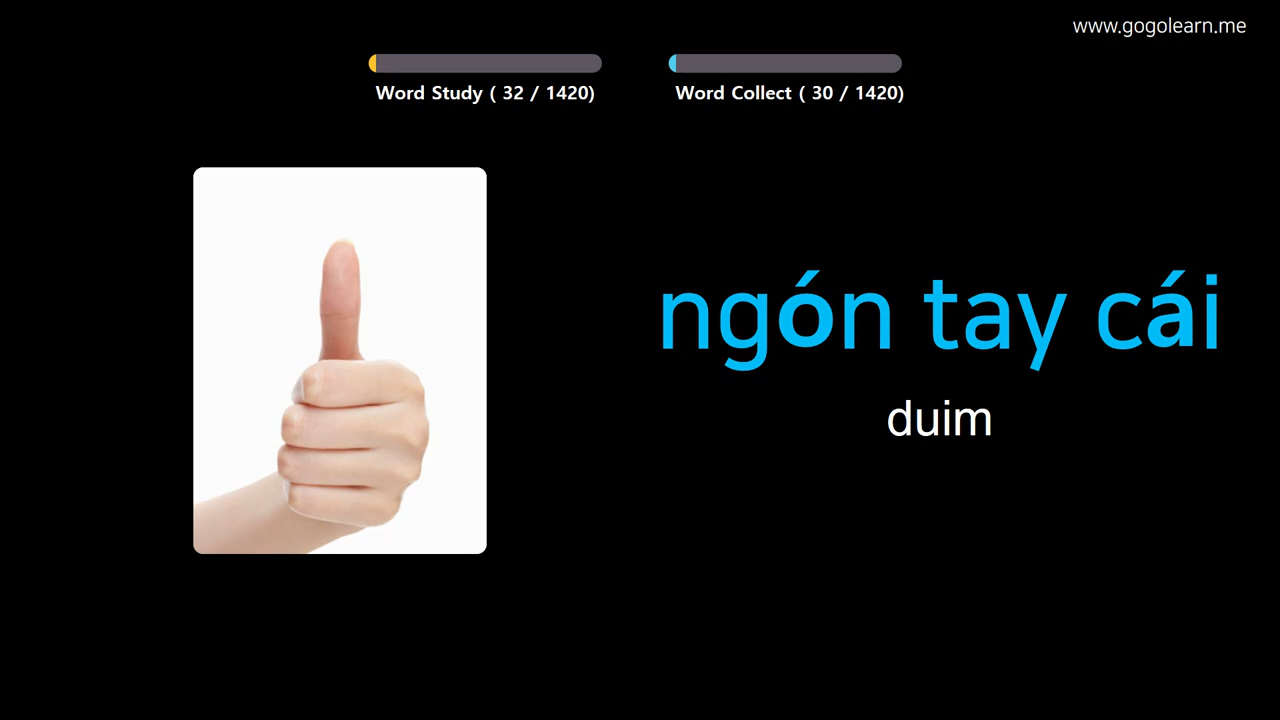 www.gogolearn.me
Word Study ( 32 / 1420)
Word Collect ( 30 / 1420)
ngón tay cái
duim